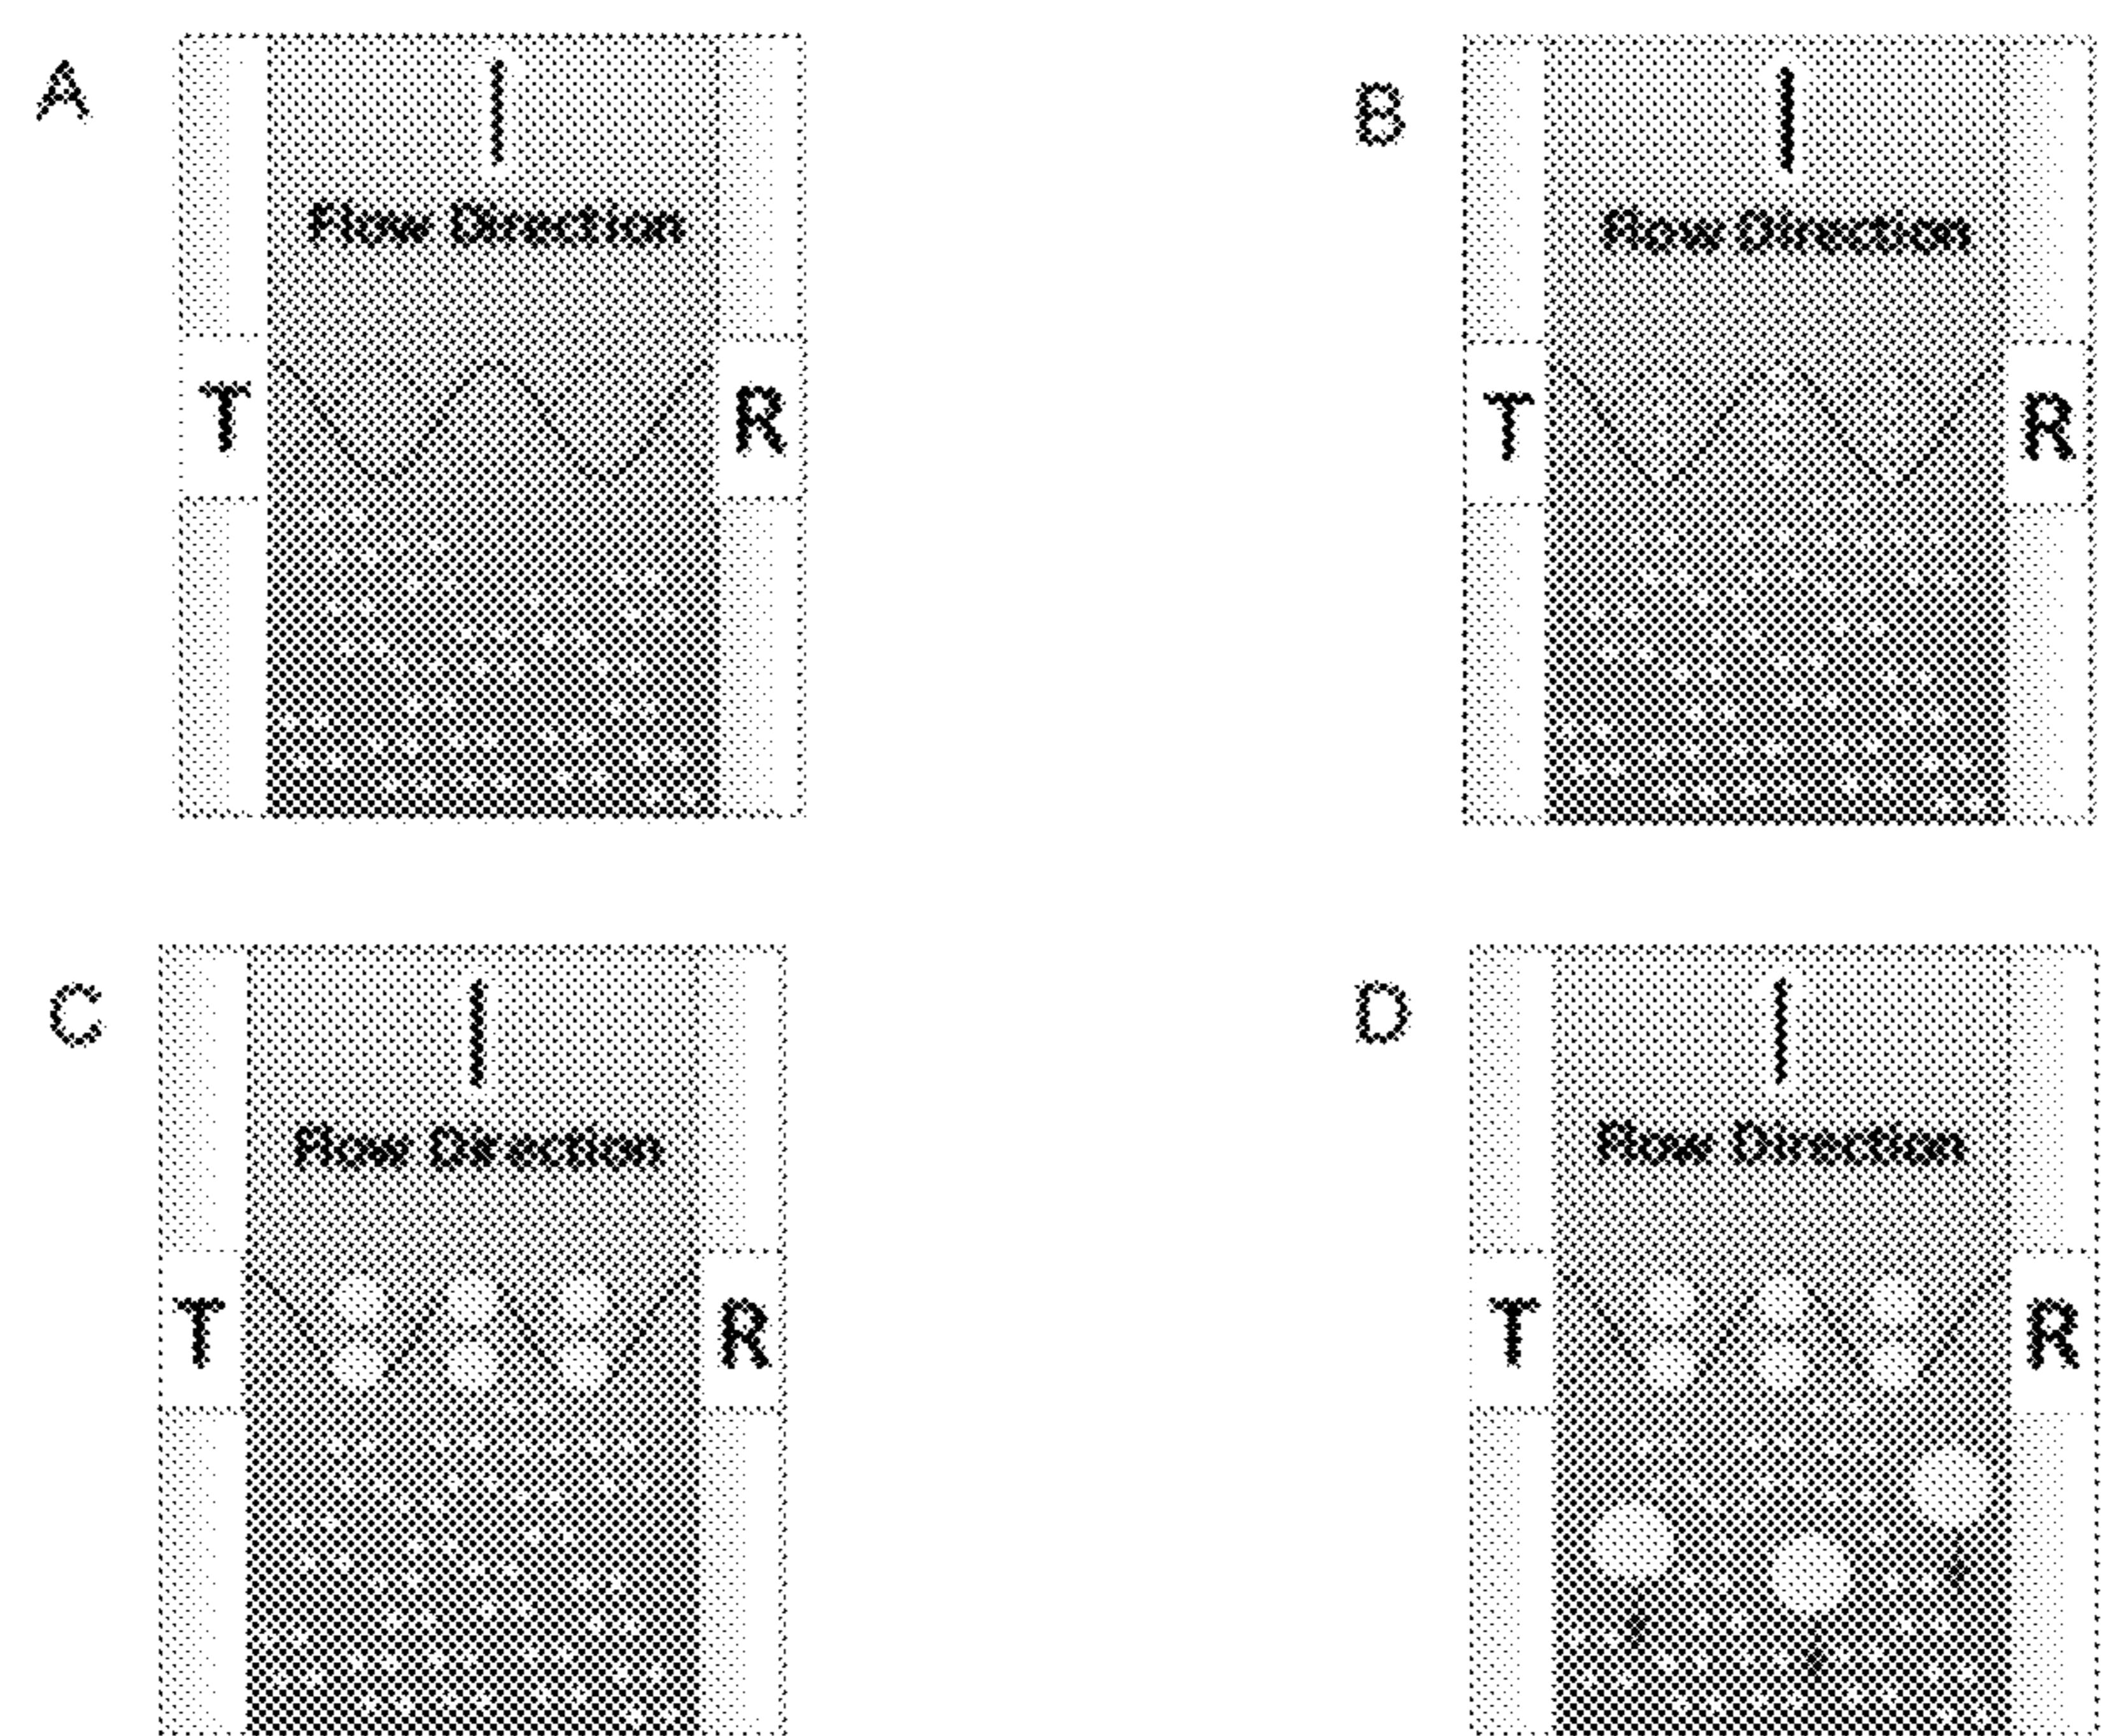 A
Flow Direction
T R
B
Flow Direction
T R
C
Flow Direction
T R
D
Flow Direction
T R